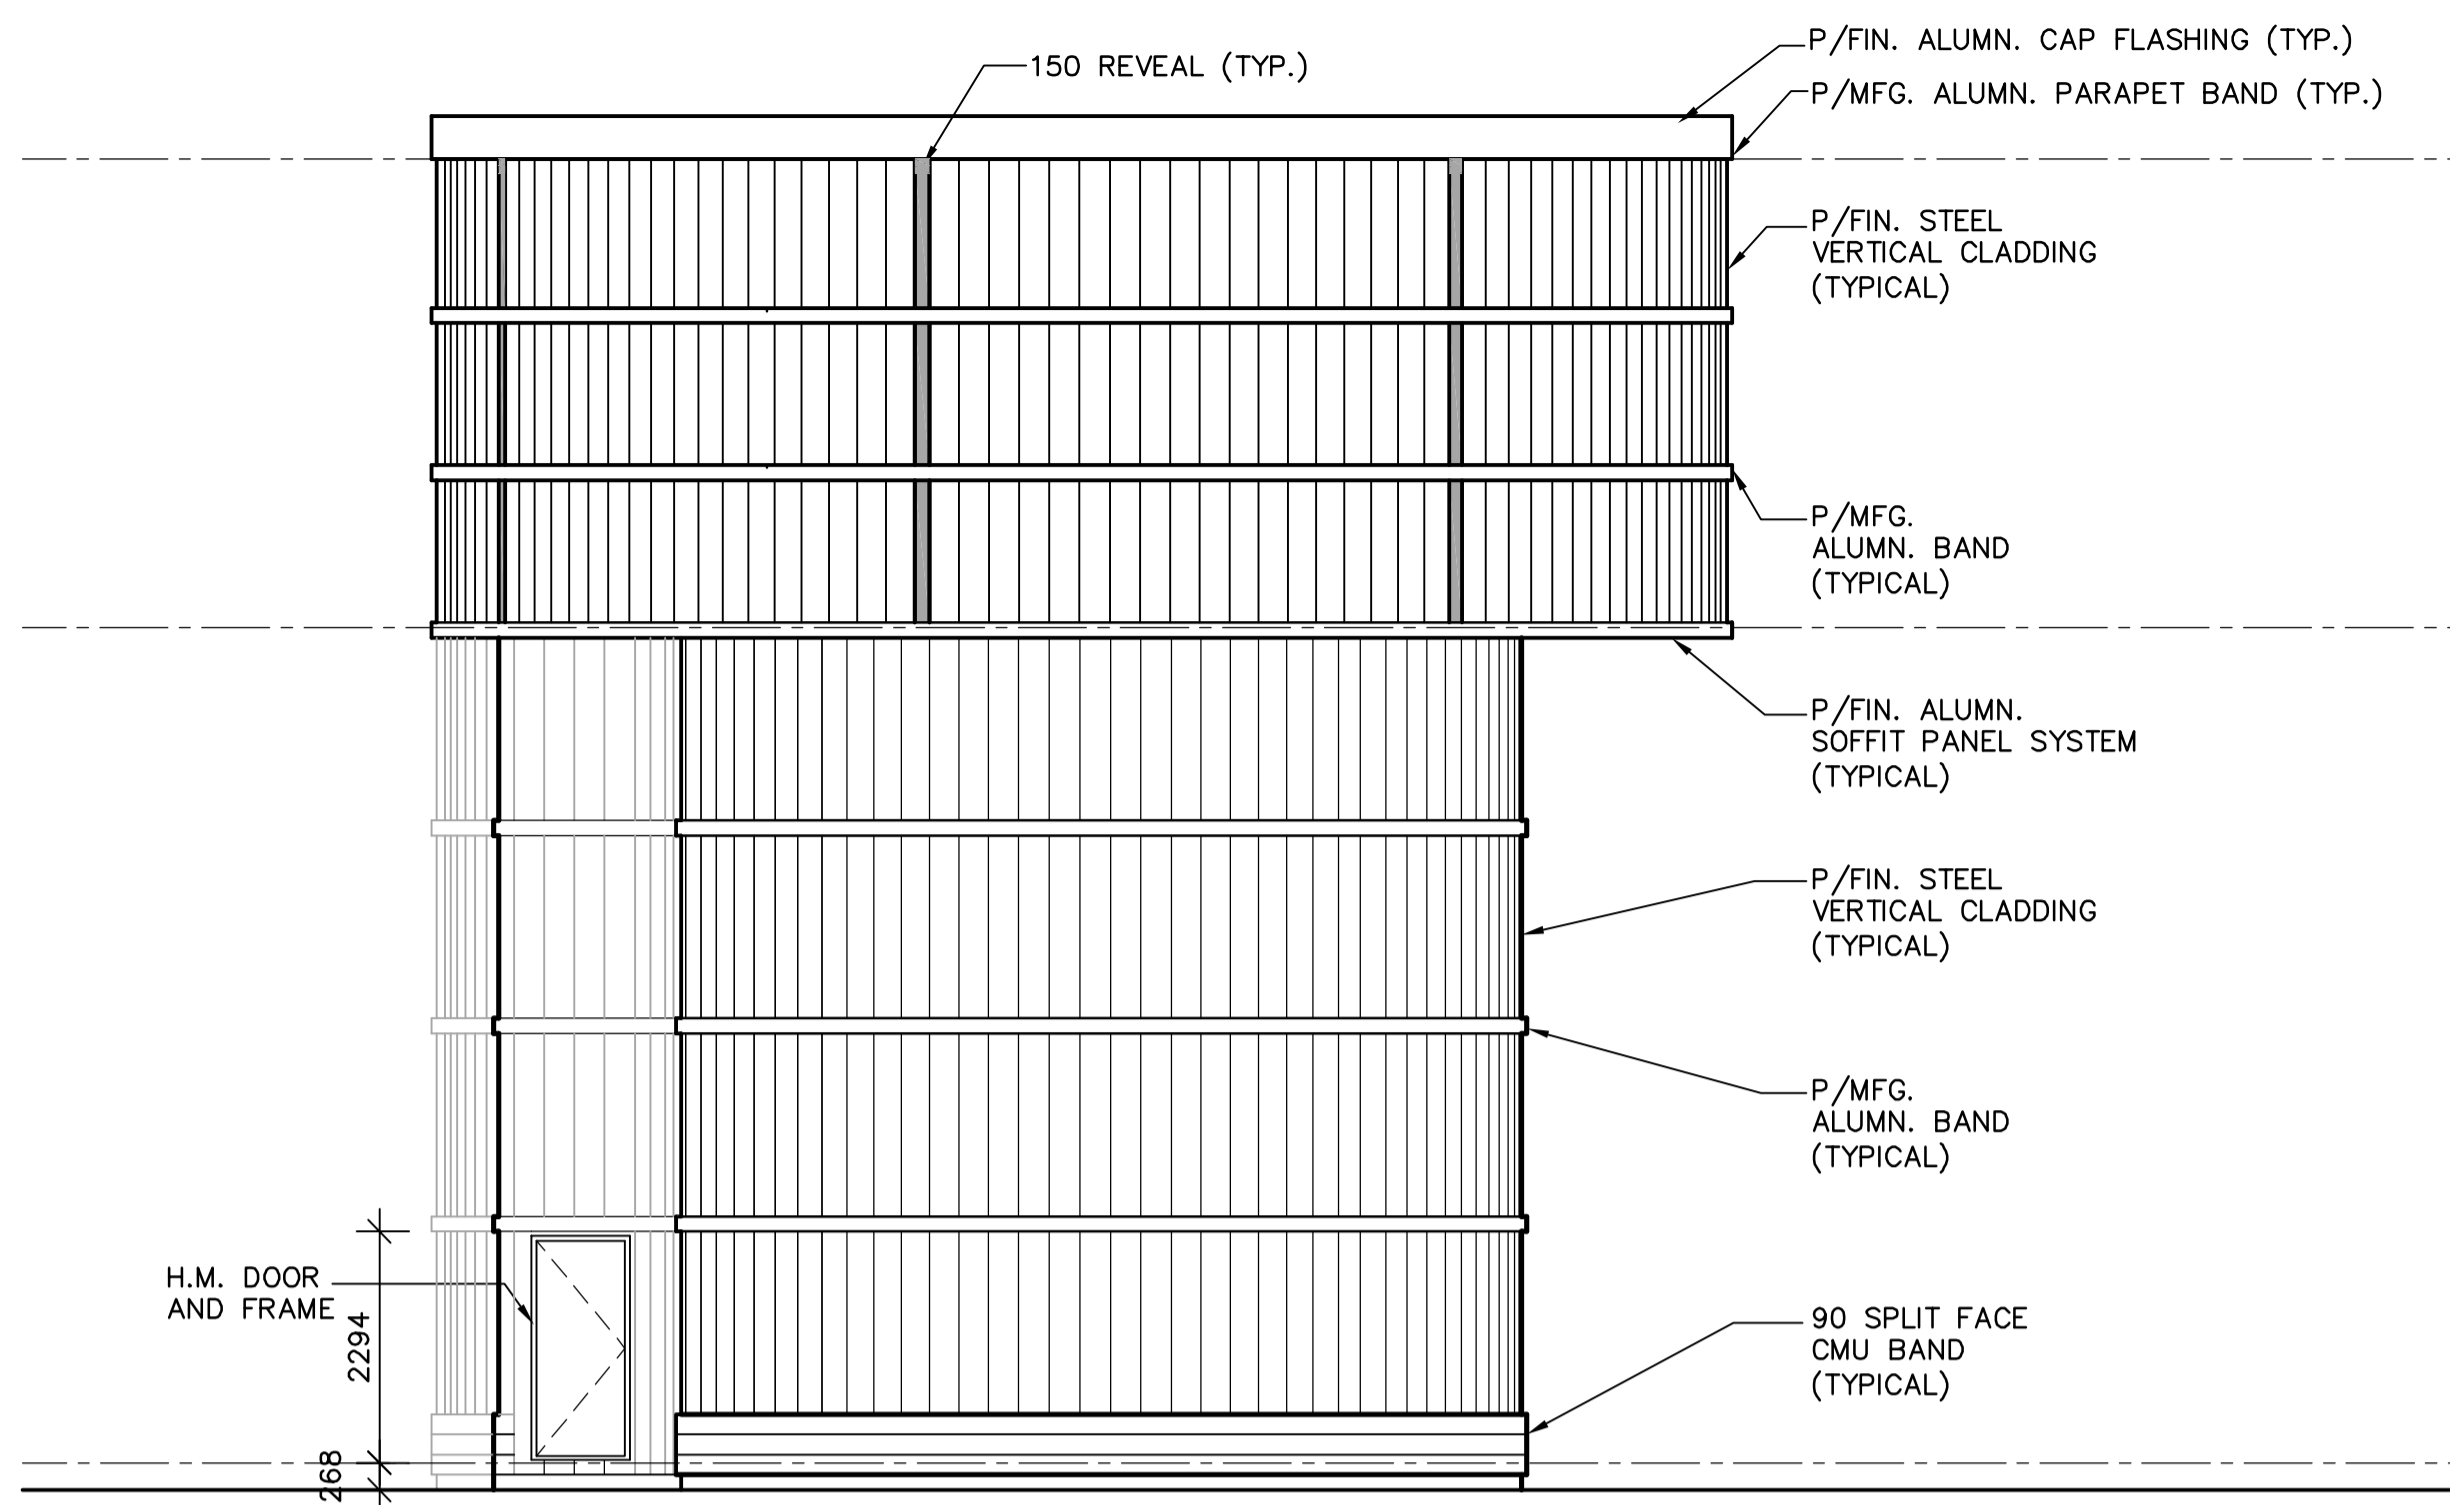 P/FIN. ALUMN. CAP FLASHING (TYP.)
150 REVEAL (TYP.)
P/MFG. ALUMN. PARAPET BAND (TYP.)
P/FIN. STEEL
VERTICAL CLADDING
(TYPICAL)
P/MFG.
ALUMN. BAND
(TYPICAL)
P/FIN. ALUMN.
SOFFIT PANEL SYSTEM
(TYPICAL)
P/FIN. STEEL
VERTICAL CLADDING
(TYPICAL)
P/MFG.
ALUMN. BAND
(TYPICAL)
H.M. DOOR
AND FRAME
2294
90 SPLIT FACE
CMU BAND
(TYPICAL)
268